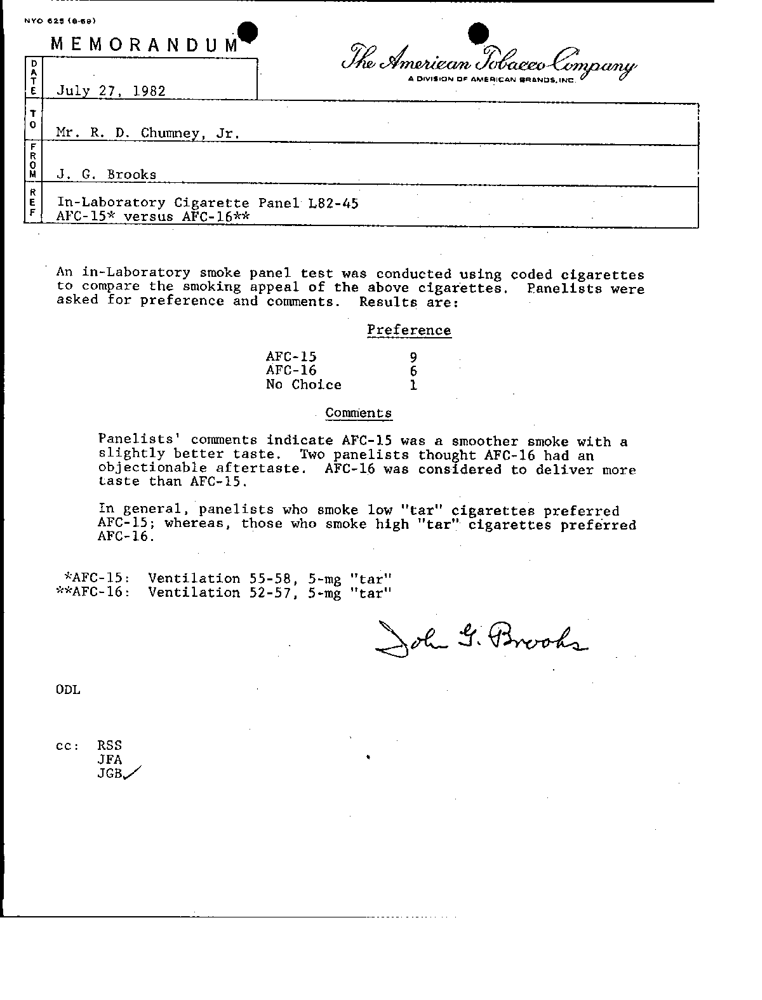 NYO 625 (8-69)
MEMORANDUM
The American Tobacco Company
A DIVISION OF AMERICAN BRANDS, INC.
DATE
July 27, 1982
TO
Mr. R. D. Chumney, Jr.
FROM
J. G. Brooks
REF
In-Laboratory Cigarette Panel L82-45
AFC-15* versus AFC-16**
An in-Laboratory smoke panel test was conducted using coded cigarettes
to compare the smoking appeal of the above cigarettes. Panelists were
asked for preference and comments. Results are:
Preference
AFC-15 9
AFC-16 6
No Choice 1
Comments
Panelists' comments indicate AFC-15 was a smoother smoke with a
slightly better taste. Two panelists thought AFC-16 had an
objectionable aftertaste. AFC-16 was considered to deliver more
taste than AFC-15.
In general, panelists who smoke low "tar" cigarettes preferred
AFC-15; whereas, those who smoke high "tar" cigarettes preferred
AFC-16.
*AFC-15: Ventilation 55-58, 5-mg "tar"
**AFC-16: Ventilation 52-57, 5-mg "tar"
John G. Brooks
ODL
cc: RSS
JFA
JGB✓